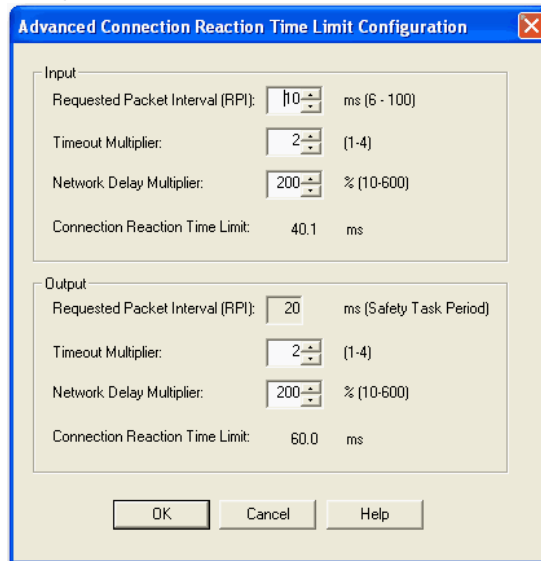 Advanced Connection Reaction Time Limit Configuration
Input
Requested Packet Interval (RPI): 10 ms (6 - 100)
Timeout Multiplier: 2 (1-4)
Network Delay Multiplier: 200 % (10-600)
Connection Reaction Time Limit: 40.1 ms
Output
Requested Packet Interval (RPI): 20 ms (Safety Task Period)
Timeout Multiplier: 2 (1-4)
Network Delay Multiplier: 200 % (10-600)
Connection Reaction Time Limit: 60.0 ms
OK Cancel Help